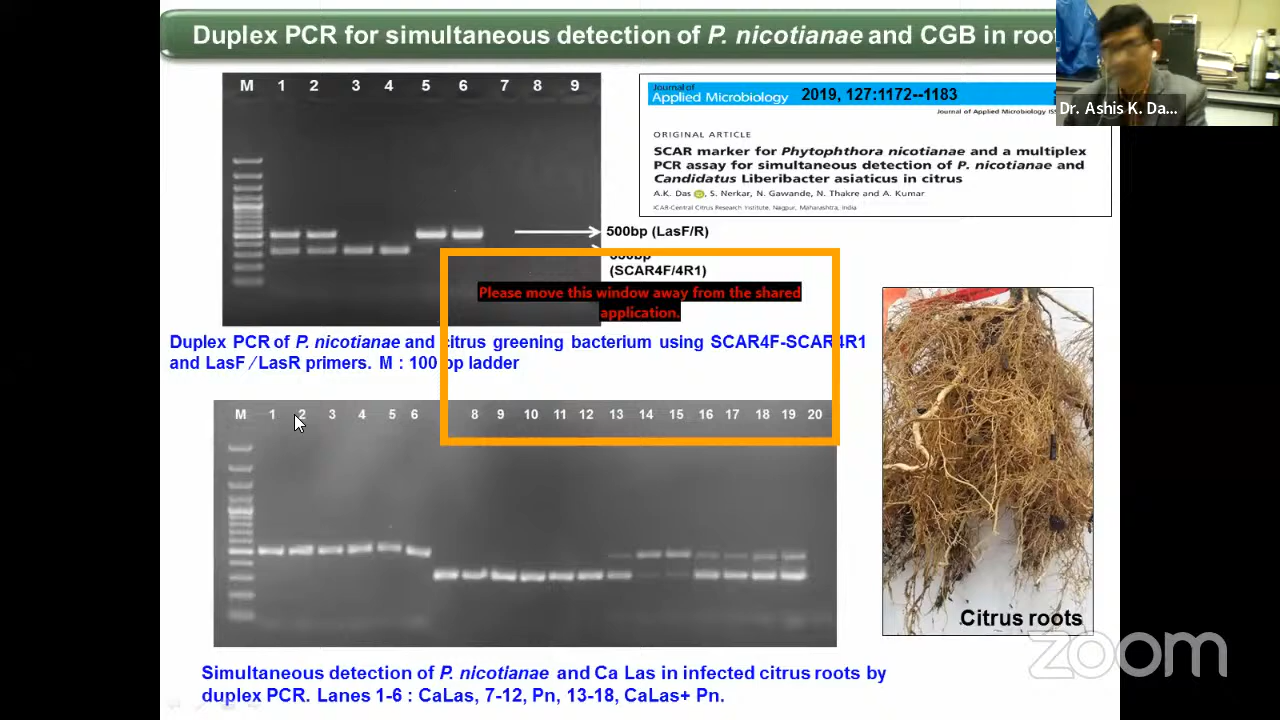 Duplex PCR for simultaneous detection of P. nicotianae and CGB in root
M 1 2 3 4 5 6 7 8 9
Journal of
Applied Microbiology 2019, 127:1172--1183
Journal of Applied Microbiology
Dr. Ashis K. Da...
ORIGINAL ARTICLE
SCAR marker for Phytophthora nicotianae and a multiplex
PCR assay for simultaneous detection of P. nicotianae and
Candidatus Liberibacter asiaticus in citrus
A.K. Das, S. Nerkar, N. Gawande, N. Thakre and A. Kumar
ICAR-Central Citrus Research Institute, Nagpur, Maharashtra, India
500bp (LasF/R)
(SCAR4F/4R1)
Please move this window away from the shared
application.
Duplex PCR of P. nicotianae and citrus greening bacterium using SCAR4F-SCAR4R1
and LasF/LasR primers. M : 100 bp ladder
M 1 2 3 4 5 6 8 9 10 11 12 13 14 15 16 17 18 19 20
Citrus roots
zoom
Simultaneous detection of P. nicotianae and Ca Las in infected citrus roots by
duplex PCR. Lanes 1-6 : CaLas, 7-12, Pn, 13-18, CaLas+ Pn.